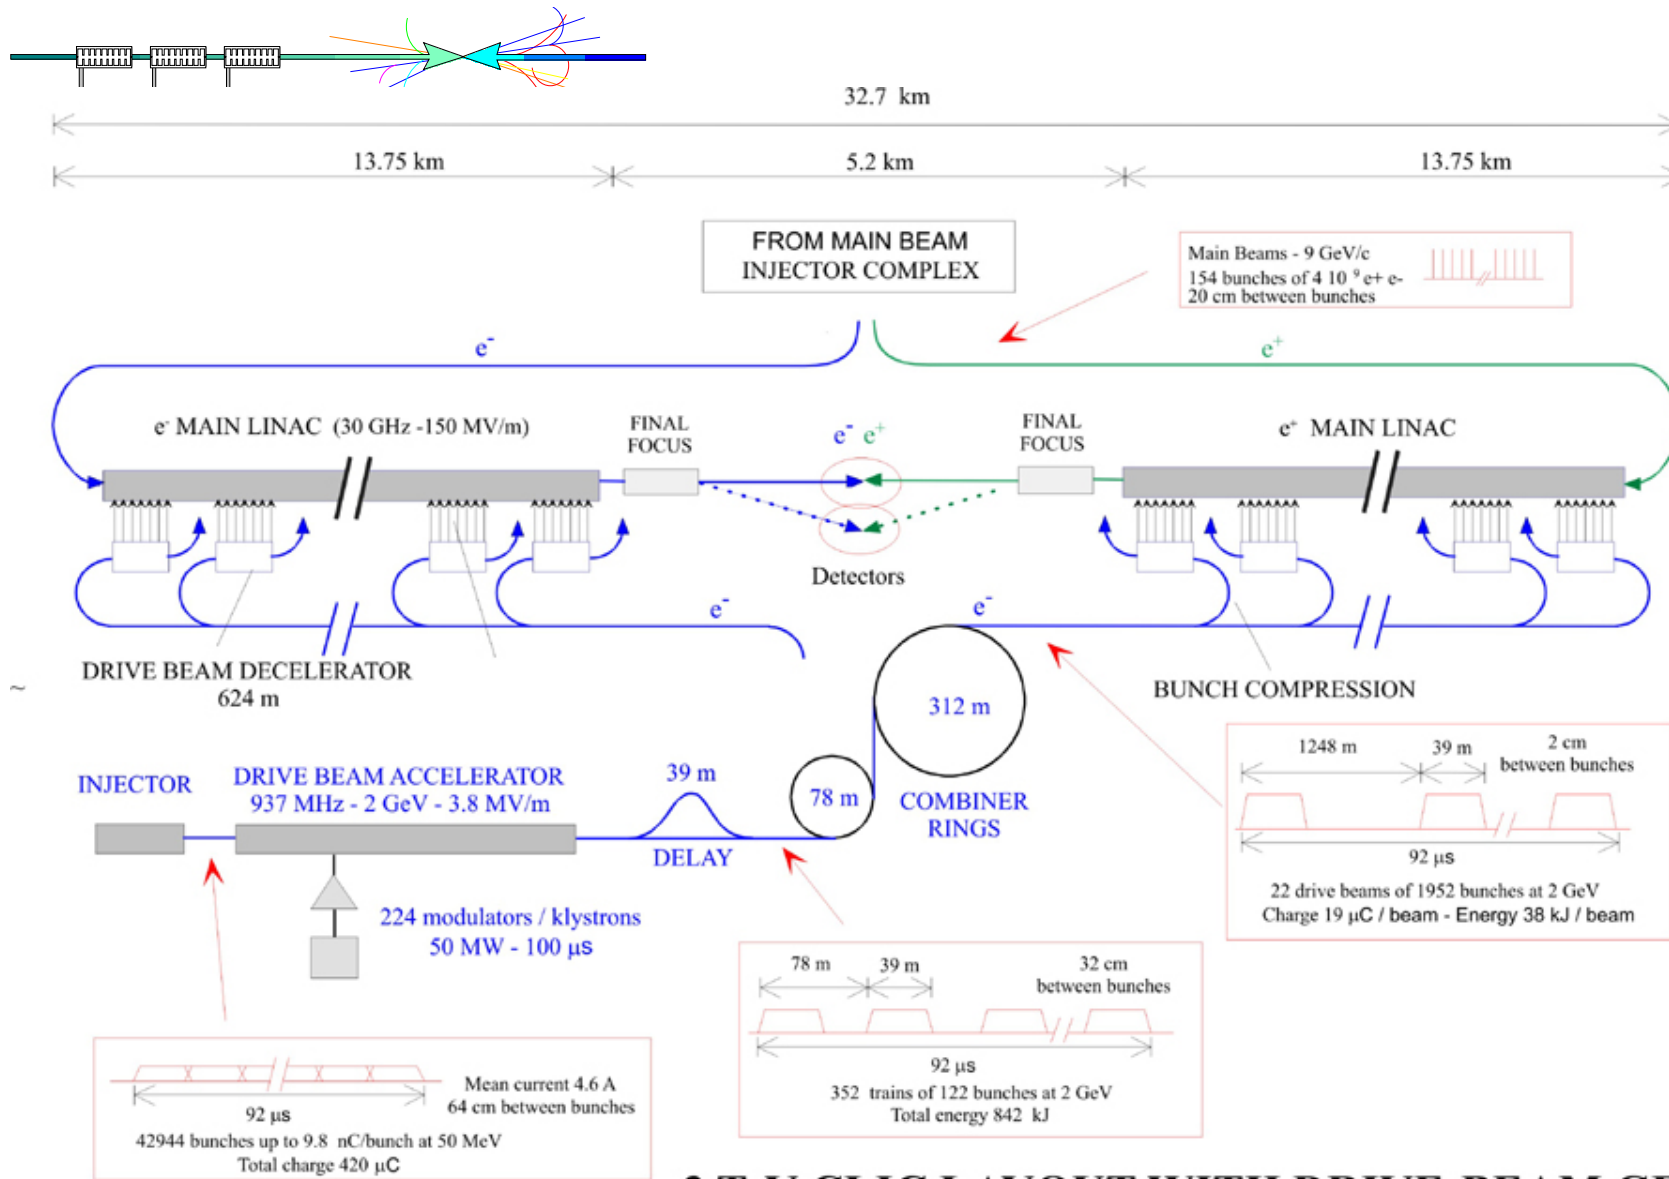 32.7 km
13.75 km
5.2 km
13.75 km
FROM MAIN BEAM
INJECTOR COMPLEX
Main Beams - 9 GeV/c
154 bunches of 4 10 ⁹ e+ e-
20 cm between bunches
e⁻
e⁺
e⁻ MAIN LINAC (30 GHz -150 MV/m)
FINAL
FOCUS
e⁻ e⁺
FINAL
FOCUS
e⁺ MAIN LINAC
Detectors
e⁻
e⁻
DRIVE BEAM DECELERATOR
624 m
~
BUNCH COMPRESSION
312 m
INJECTOR
DRIVE BEAM ACCELERATOR
937 MHz - 2 GeV - 3.8 MV/m
39 m
DELAY
78 m
COMBINER
RINGS
224 modulators / klystrons
50 MW - 100 µs
1248 m
39 m
2 cm
between bunches
92 µs
22 drive beams of 1952 bunches at 2 GeV
Charge 19 µC / beam - Energy 38 kJ / beam
78 m
39 m
32 cm
between bunches
92 µs
352 trains of 122 bunches at 2 GeV
Total energy 842 kJ
Mean current 4.6 A
64 cm between bunches
92 µs
42944 bunches up to 9.8 nC/bunch at 50 MeV
Total charge 420 µC
CLIC LAYOUT WITH DRIVE BEAM